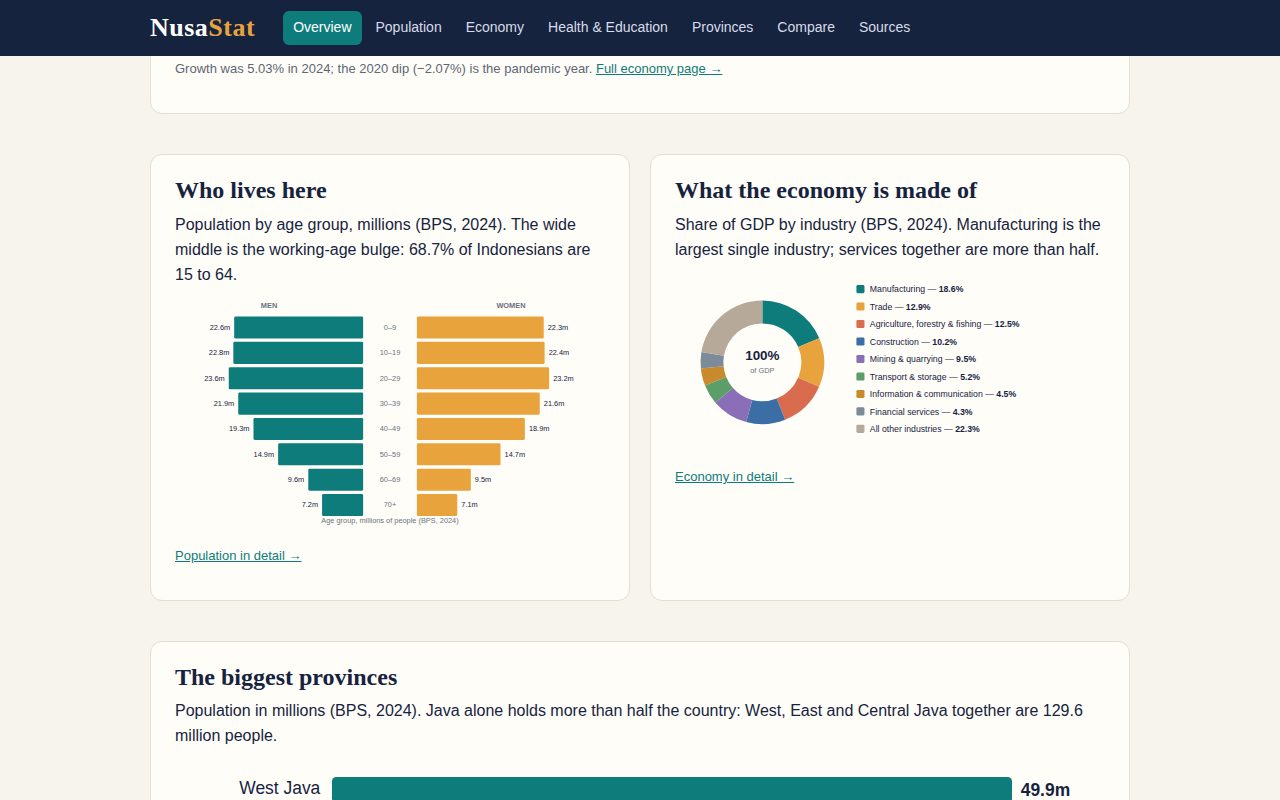 NusaStat
Overview
Population
Economy
Health & Education
Provinces
Compare
Sources
Growth was 5.03% in 2024; the 2020 dip (−2.07%) is the pandemic year. Full economy page →
Who lives here
Population by age group, millions (BPS, 2024). The wide
middle is the working-age bulge: 68.7% of Indonesians are
15 to 64.
MEN WOMEN
22.6m 0–9 22.3m
22.8m 10–19 22.4m
23.6m 20–29 23.2m
21.9m 30–39 21.6m
19.3m 40–49 18.9m
14.9m 50–59 14.7m
9.6m 60–69 9.5m
7.2m 70+ 7.1m
Age group, millions of people (BPS, 2024)
Population in detail →
What the economy is made of
Share of GDP by industry (BPS, 2024). Manufacturing is the
largest single industry; services together are more than half.
100%
of GDP
Manufacturing — 18.6%
Trade — 12.9%
Agriculture, forestry & fishing — 12.5%
Construction — 10.2%
Mining & quarrying — 9.5%
Transport & storage — 5.2%
Information & communication — 4.5%
Financial services — 4.3%
All other industries — 22.3%
Economy in detail →
The biggest provinces
Population in millions (BPS, 2024). Java alone holds more than half the country: West, East and Central Java together are 129.6
million people.
West Java 49.9m